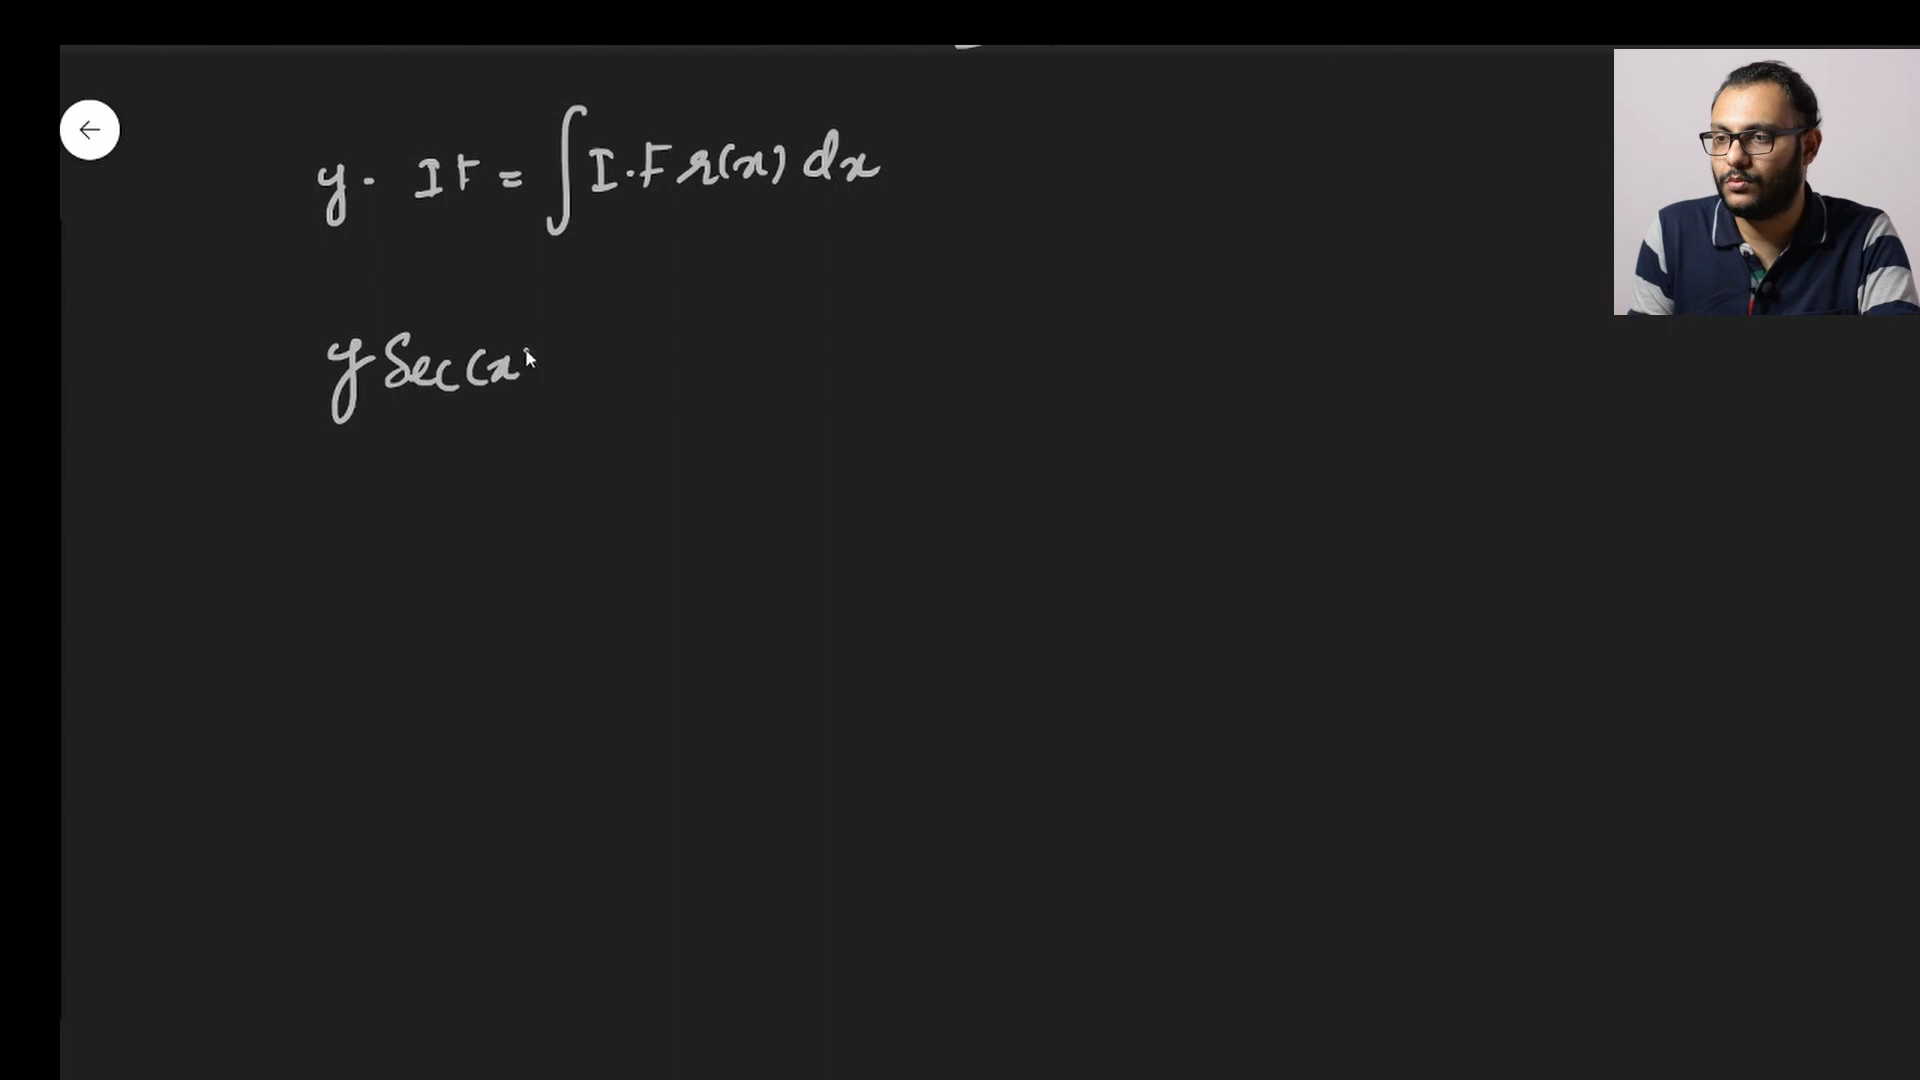 y. IF = ∫I.F r(x) dx
y Sec(x